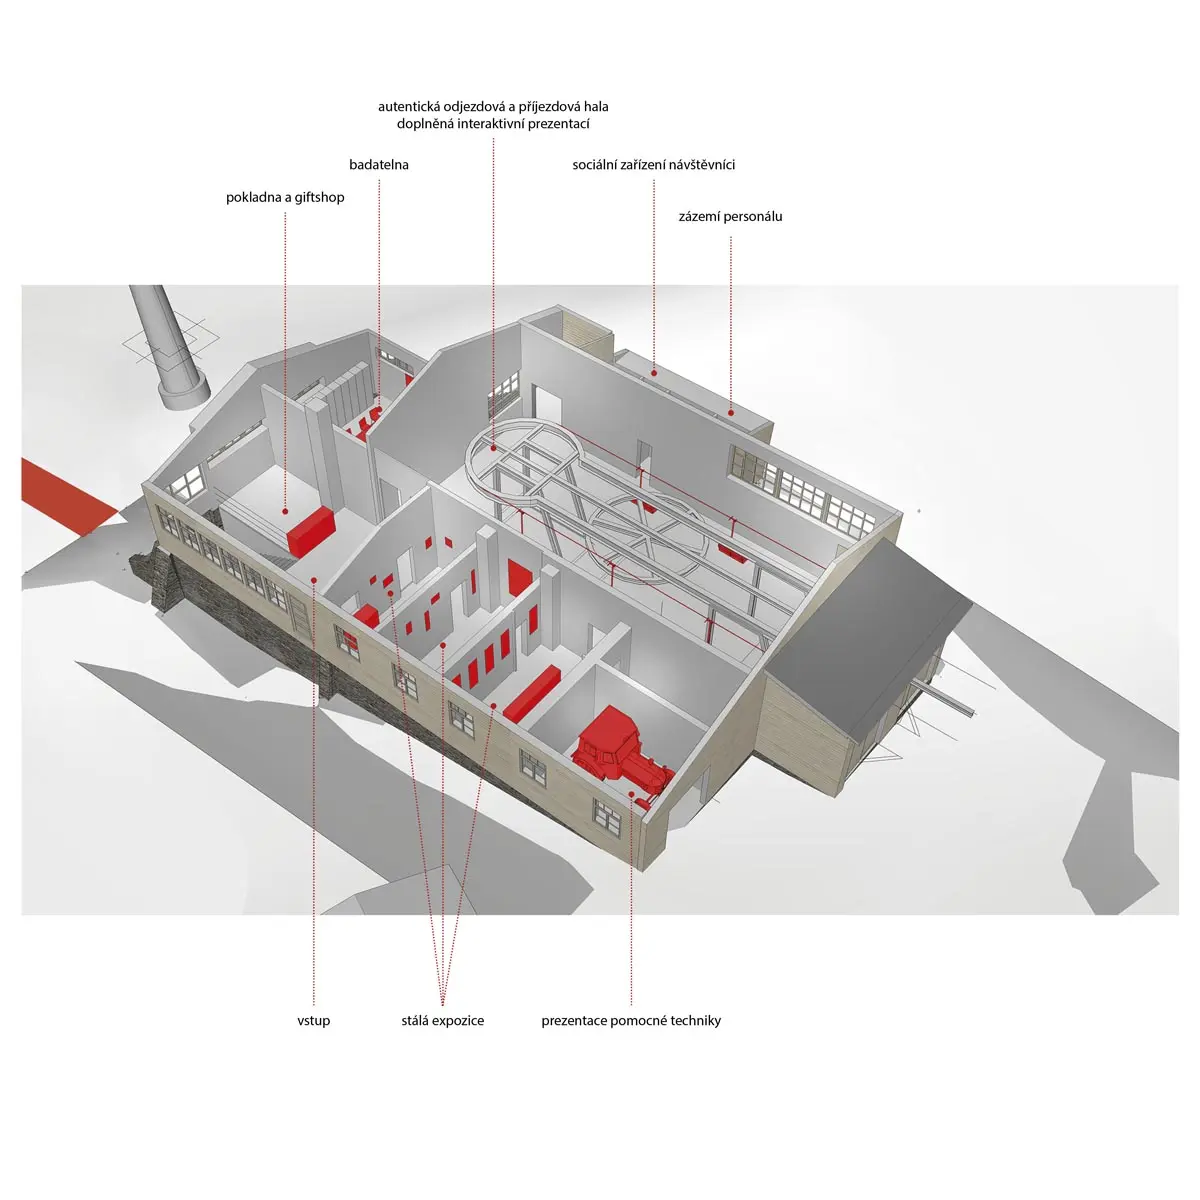 autentická odjezdová a příjezdová hala
doplněná interaktivní prezentací
badatelna
sociální zařízení návštěvníci
pokladna a giftshop
zázemí personálu
vstup
stálá expozice
prezentace pomocné techniky